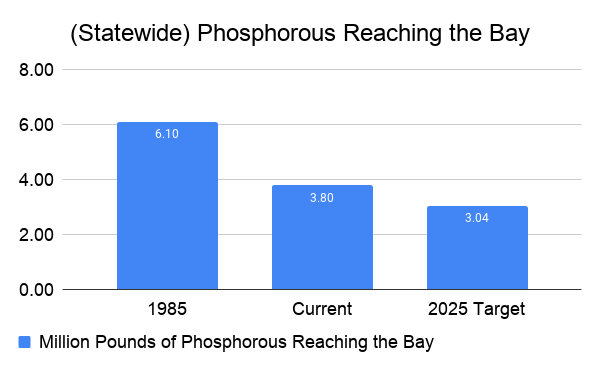 (Statewide) Phosphorous Reaching the Bay
8.00
6.00
4.00
2.00
0.00
6.10
3.80
3.04
1985
Current
2025 Target
Million Pounds of Phosphorous Reaching the Bay